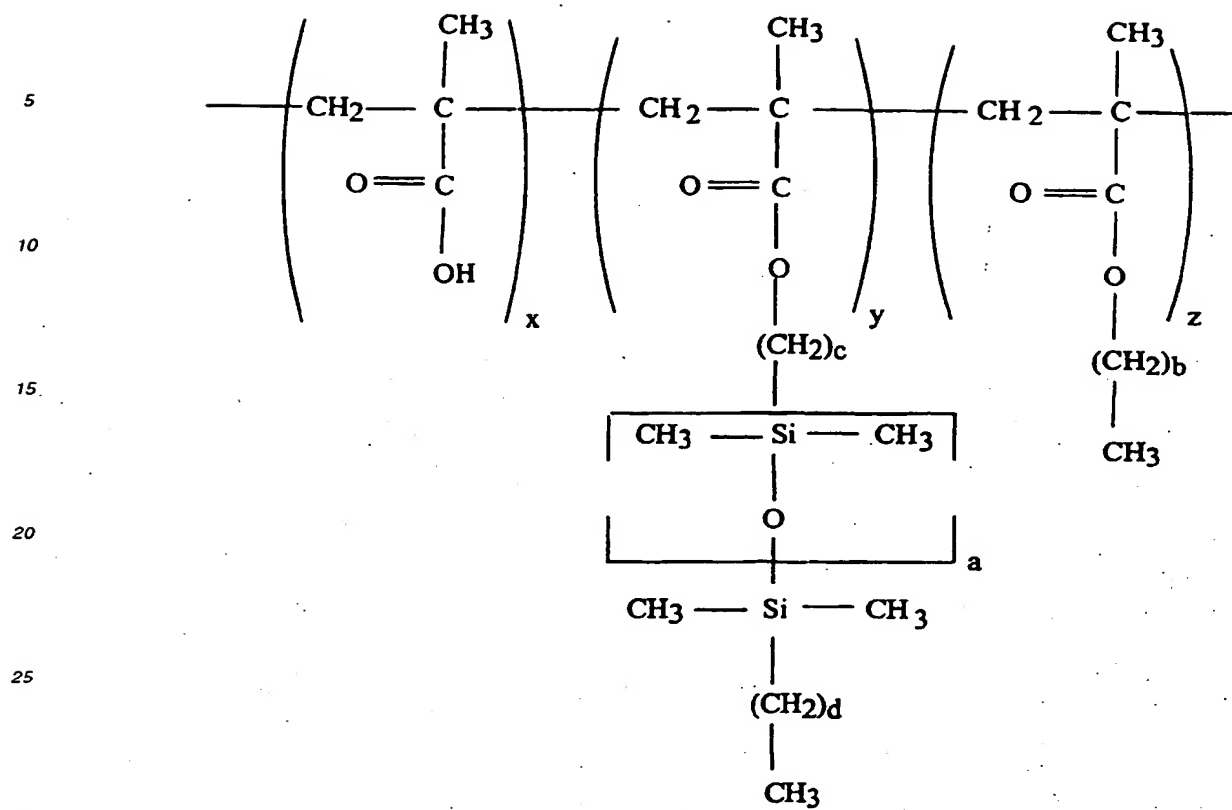 CH3 CH3 CH3
5 CH2 C CH2 C CH2 C
O C O C O C
10 OH O O
x y z
(CH2)c (CH2)b
15
CH3 Si CH3 CH3
20 O
a
CH3 Si CH3
25
(CH2)d
CH3